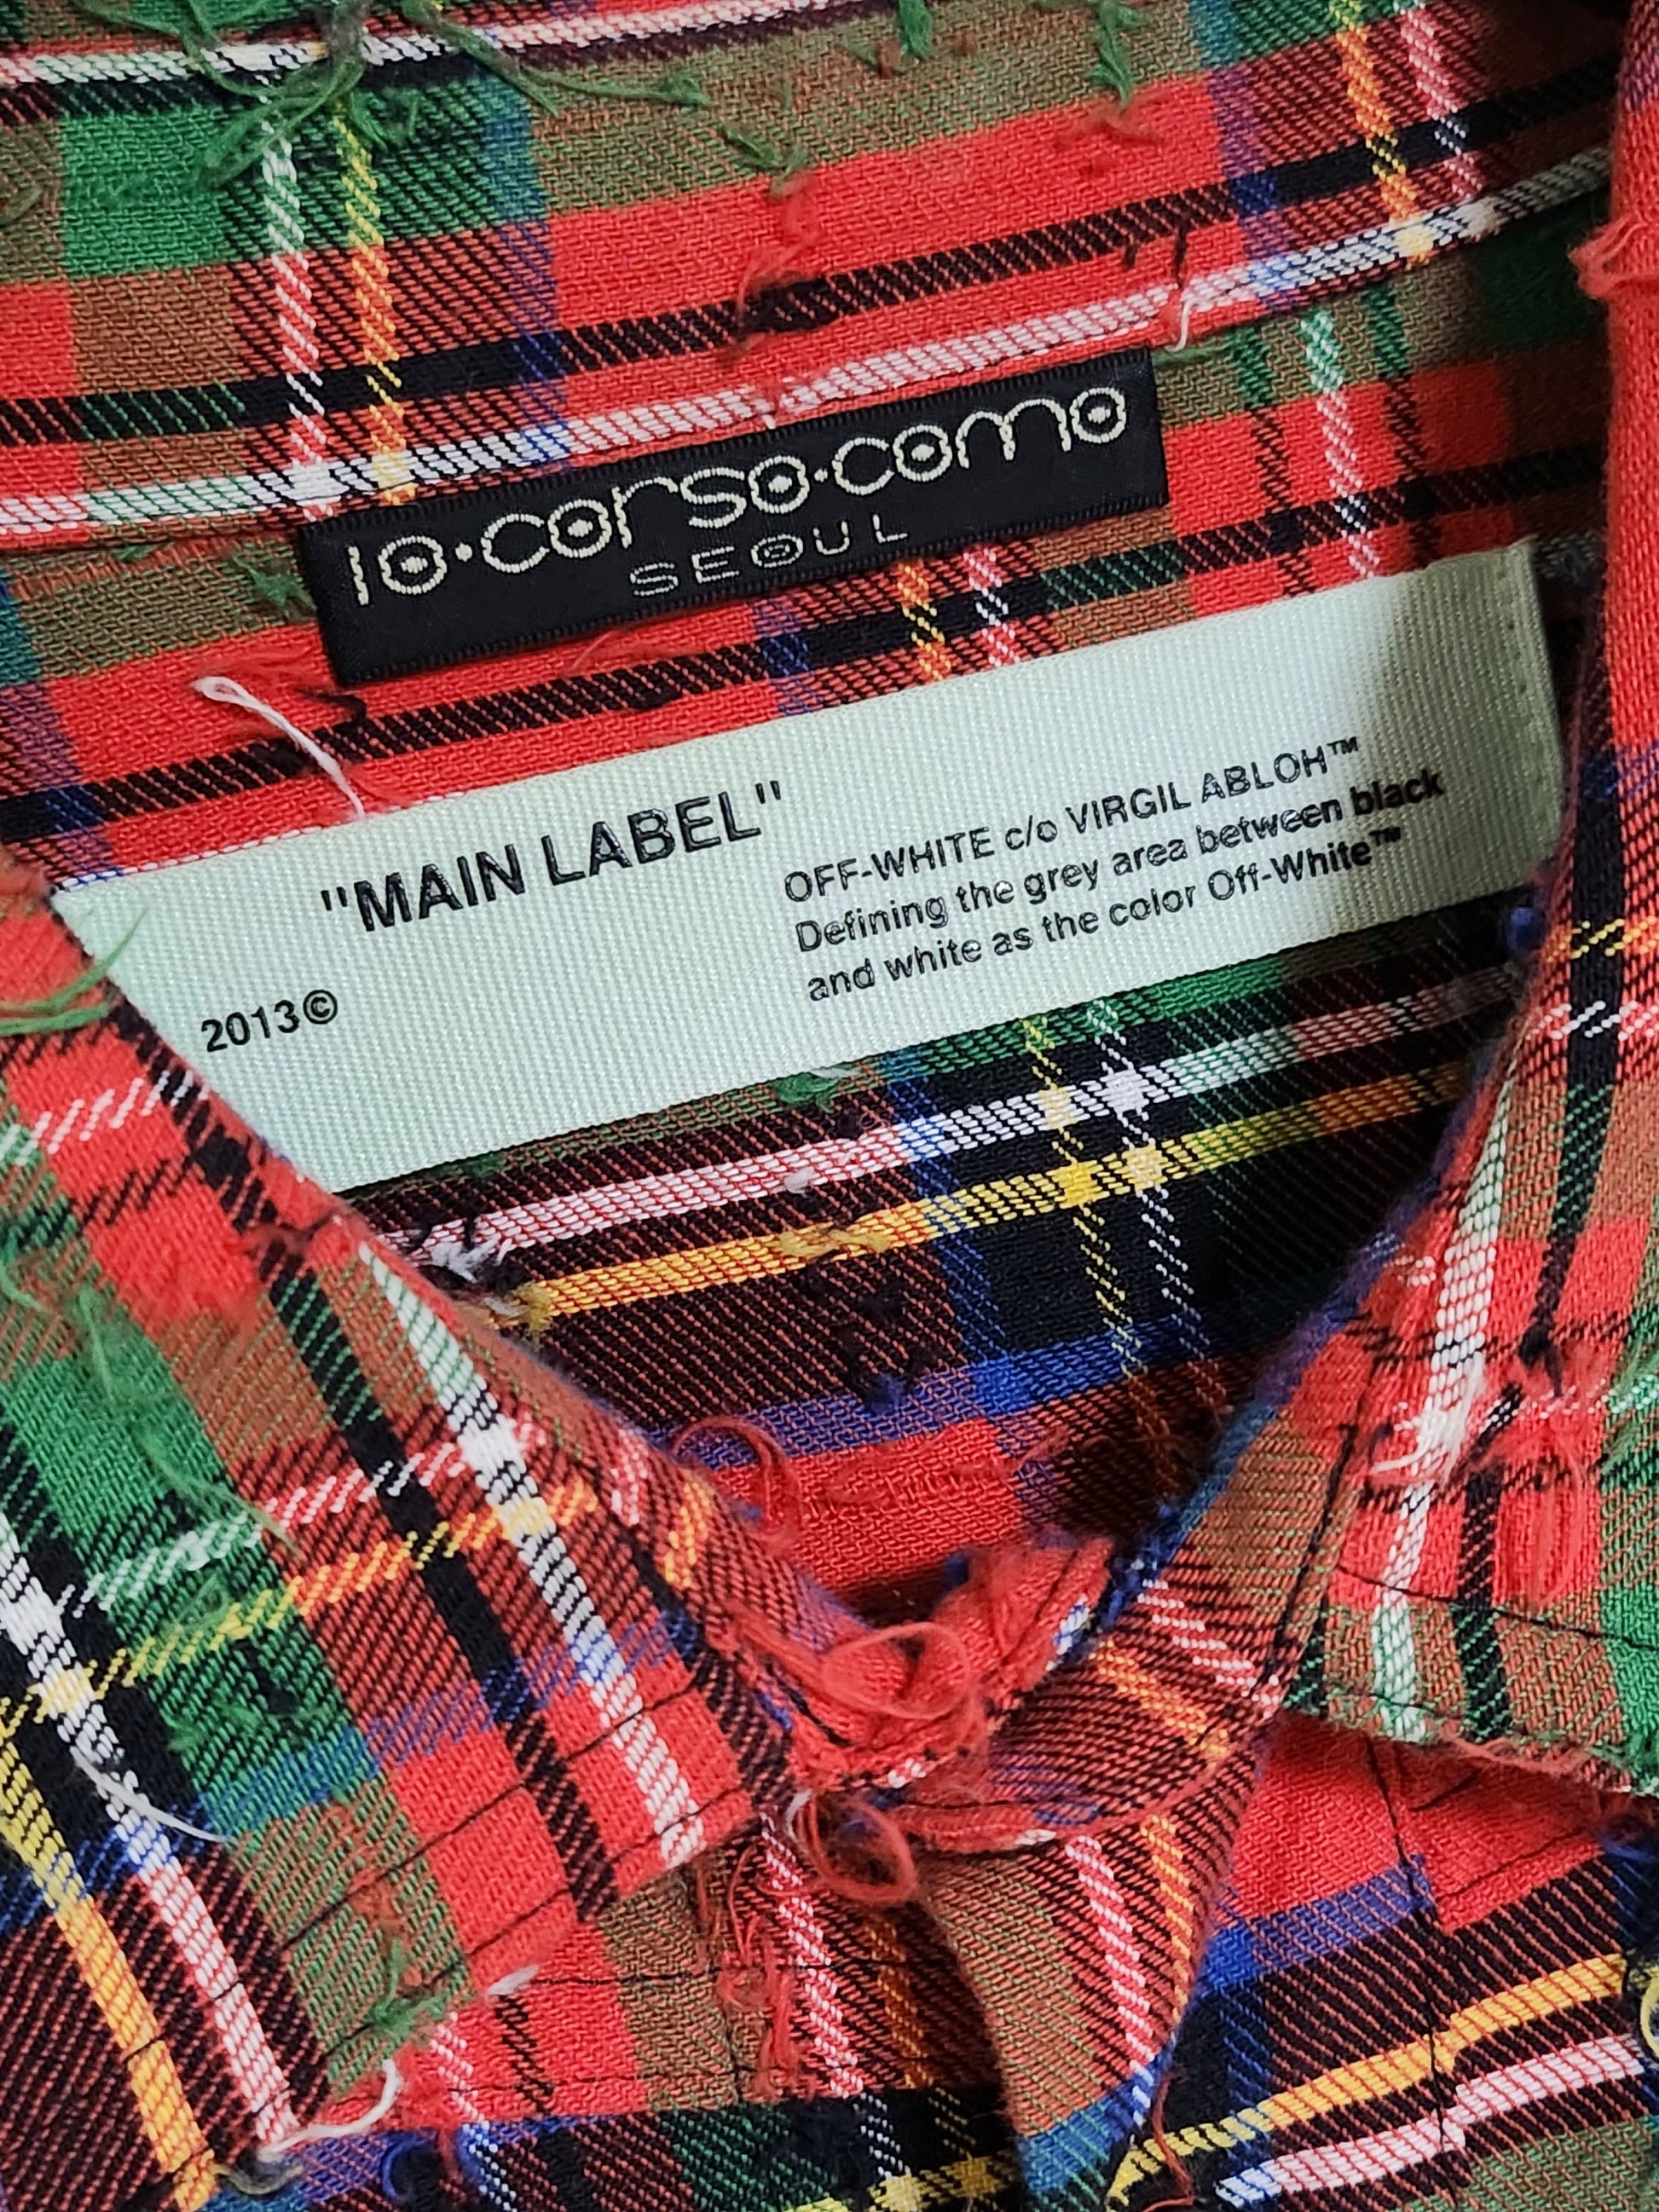 10·corso·como
SEOUL
"MAIN LABEL"
OFF-WHITE c/o VIRGIL ABLOH™
Defining the grey area between black
and white as the color Off-White™
2013©